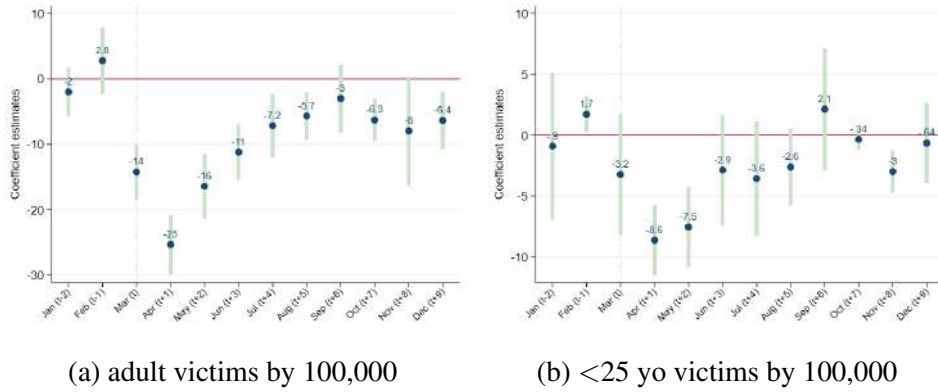 10
0
-10
-20
-30
Coefficient estimates
-2
2.8
-14
-25
-16
-11
-7.2
-5.7
-3
-6.3
-8
-6.4
Jan (t-2)
Feb (t-1)
Mar (t)
Apr (t+1)
May (t+2)
Jun (t+3)
Jul (t+4)
Aug (t+5)
Sep (t+6)
Oct (t+7)
Nov (t+8)
Dec (t+9)
(a) adult victims by 100,000
10
5
0
-5
-10
Coefficient estimates
-.9
1.7
-3.2
-8.6
-7.5
-2.9
-3.6
-2.6
2.1
-.34
-3
-.64
Jan (t-2)
Feb (t-1)
Mar (t)
Apr (t+1)
May (t+2)
Jun (t+3)
Jul (t+4)
Aug (t+5)
Sep (t+6)
Oct (t+7)
Nov (t+8)
Dec (t+9)
(b) <25 yo victims by 100,000